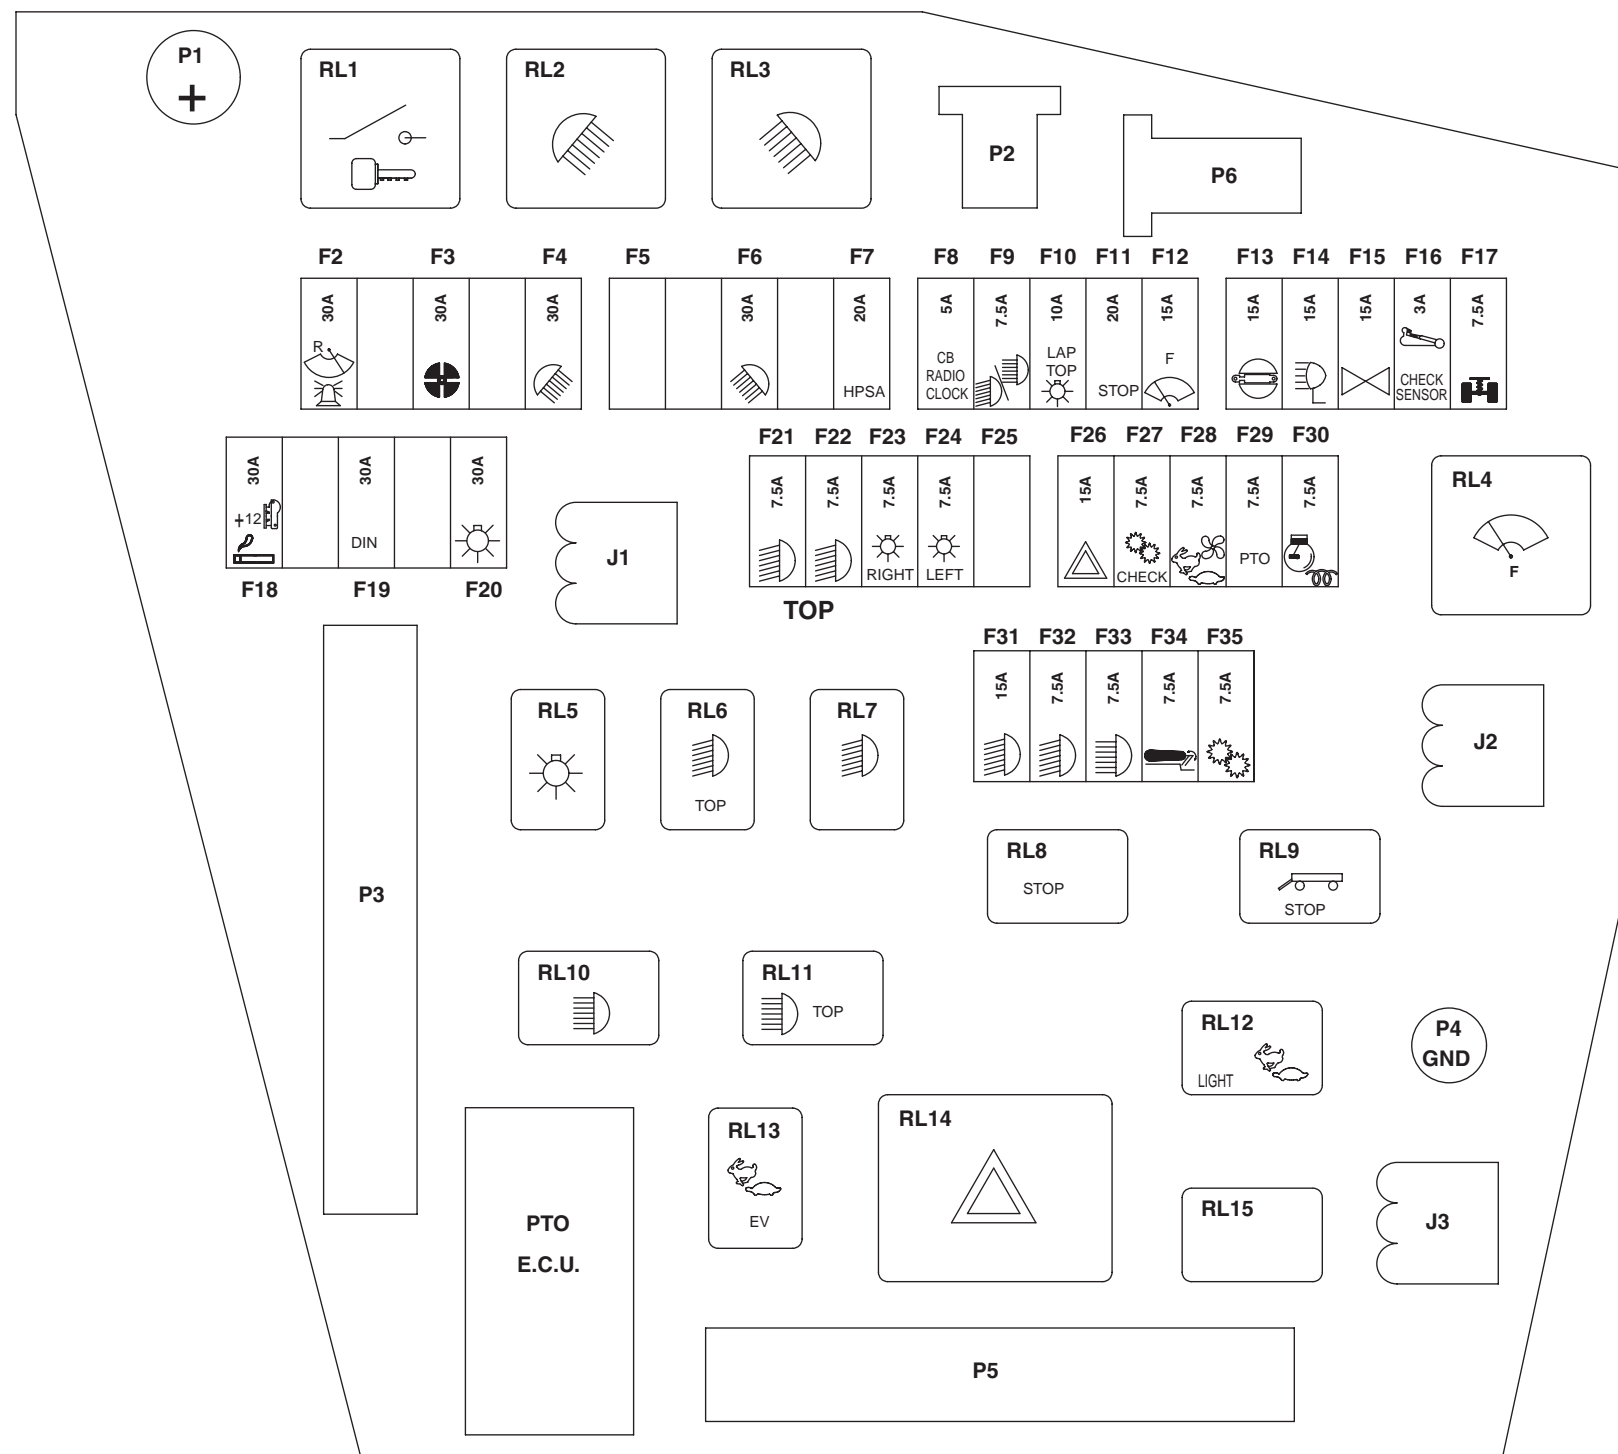 P1
+
RL1
RL2
RL3
P2
P6
F2 F3 F4 F5 F6 F7 F8 F9 F10 F11 F12 F13 F14 F15 F16 F17
30A 30A 30A 30A 20A 5A 7.5A 10A 20A 15A 15A 15A 15A 3A 7.5A
R
HPSA
CB
RADIO
CLOCK
LAP
TOP
STOP
F
CHECK
SENSOR
30A 30A 30A
+12
DIN
F18 F19 F20
J1
F21 F22 F23 F24 F25 F26 F27 F28 F29 F30
7.5A 7.5A 7.5A 7.5A 15A 7.5A 7.5A 7.5A 7.5A
RIGHT LEFT
CHECK
PTO
TOP
RL4
F
F31 F32 F33 F34 F35
15A 7.5A 7.5A 7.5A 7.5A
RL5
RL6
TOP
RL7
J2
RL8
STOP
RL9
STOP
P3
RL10
RL11
TOP
RL12
LIGHT
P4
GND
RL13
EV
RL14
RL15
J3
PTO
E.C.U.
P5